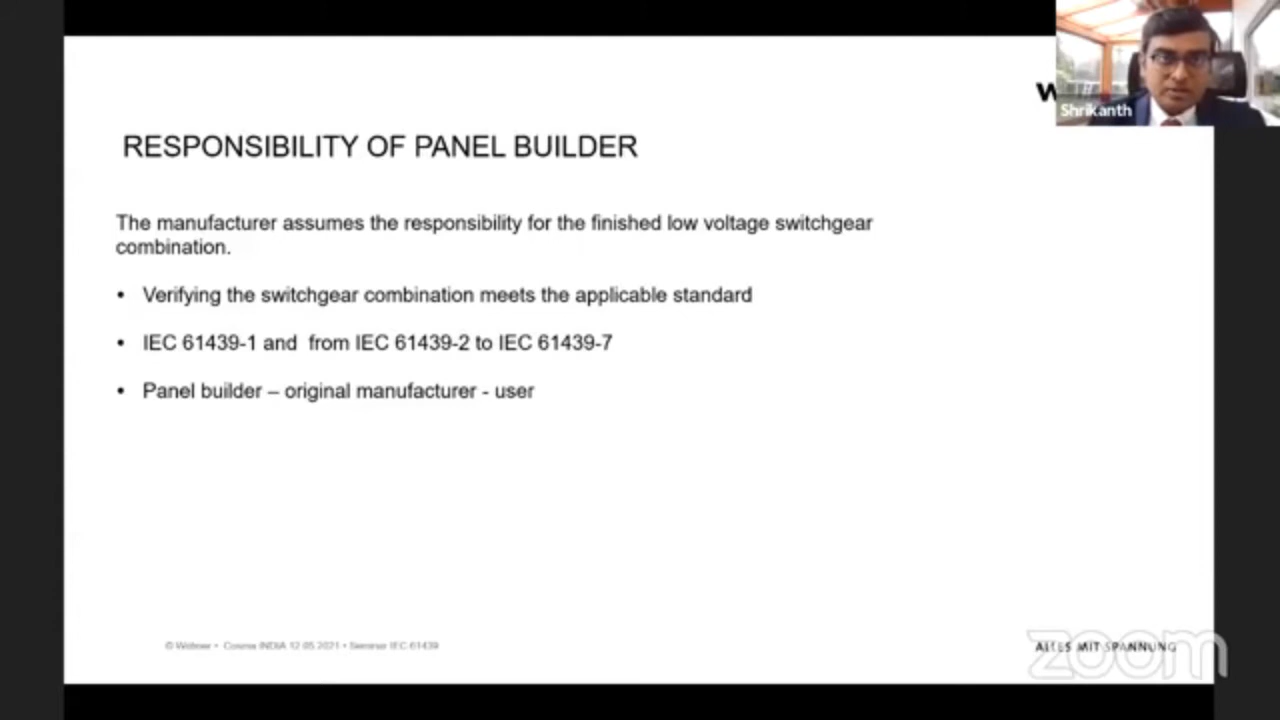 Shrikanth
RESPONSIBILITY OF PANEL BUILDER
The manufacturer assumes the responsibility for the finished low voltage switchgear
combination.
• Verifying the switchgear combination meets the applicable standard
• IEC 61439-1 and from IEC 61439-2 to IEC 61439-7
• Panel builder – original manufacturer - user
© Wöhner • Cosma INDIA 12.05.2021 • Seminar IEC 61439
ALLES MIT SPANNUNG
zoom